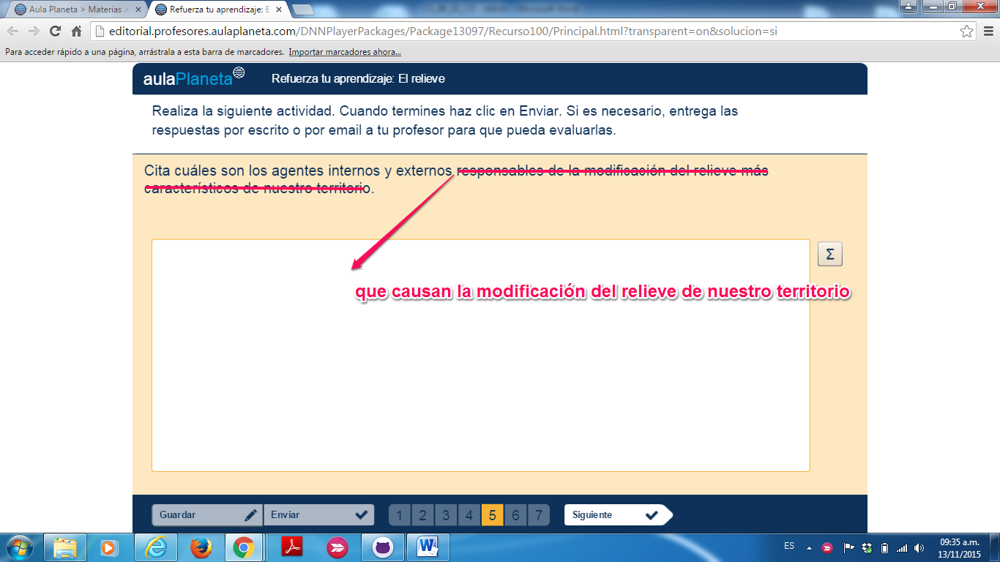 Aula Planeta > Materias >
Refuerza tu aprendizaje: E
editorial.profesores.aulaplaneta.com/DNNPlayerPackages/Package13097/Recurso100/Principal.html?transparent=on&solucion=si
Para acceder rápido a una página, arrástrala a esta barra de marcadores. Importar marcadores ahora...
aulaPlaneta Refuerza tu aprendizaje: El relieve
Realiza la siguiente actividad. Cuando termines haz clic en Enviar. Si es necesario, entrega las
respuestas por escrito o por email a tu profesor para que pueda evaluarlas.
Cita cuáles son los agentes internos y externos responsables de la modificación del relieve más
característicos de nuestro territorio.
Σ
que causan la modificación del relieve de nuestro territorio
Guardar Enviar 1 2 3 4 5 6 7 Siguiente
ES 09:35 a.m.
13/11/2015